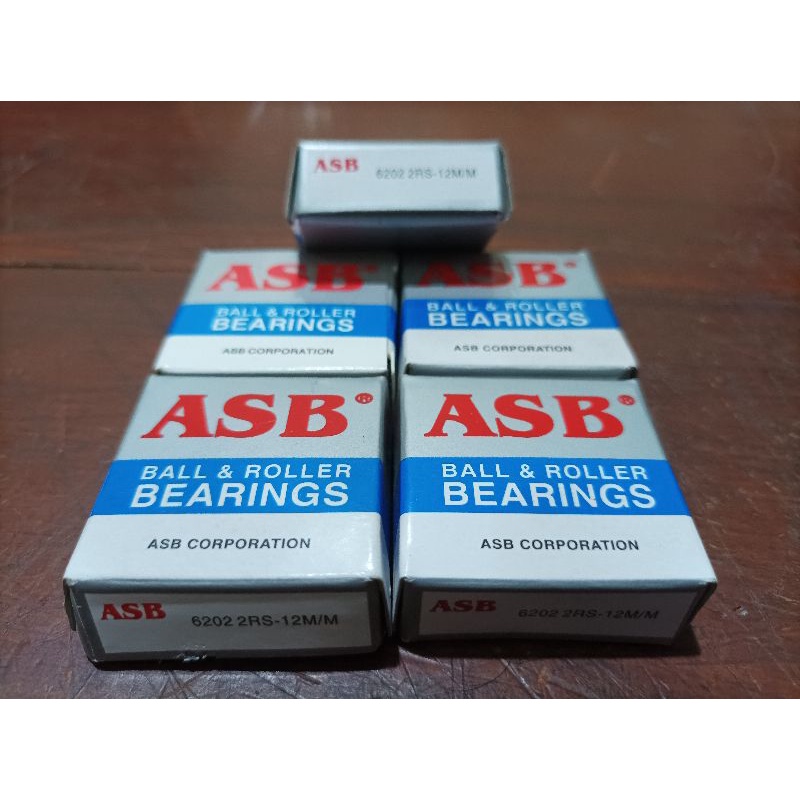 ASB 6202 2RS-12M/M
ASB®
BALL & ROLLER
BEARINGS
ASB CORPORATION
ASB®
BALL & ROLLER
BEARINGS
ASB CORPORATION
ASB®
BALL & ROLLER
BEARINGS
ASB CORPORATION
ASB 6202 2RS-12M/M
ASB®
BALL & ROLLER
BEARINGS
ASB CORPORATION
ASB 6202 2RS-12M/M